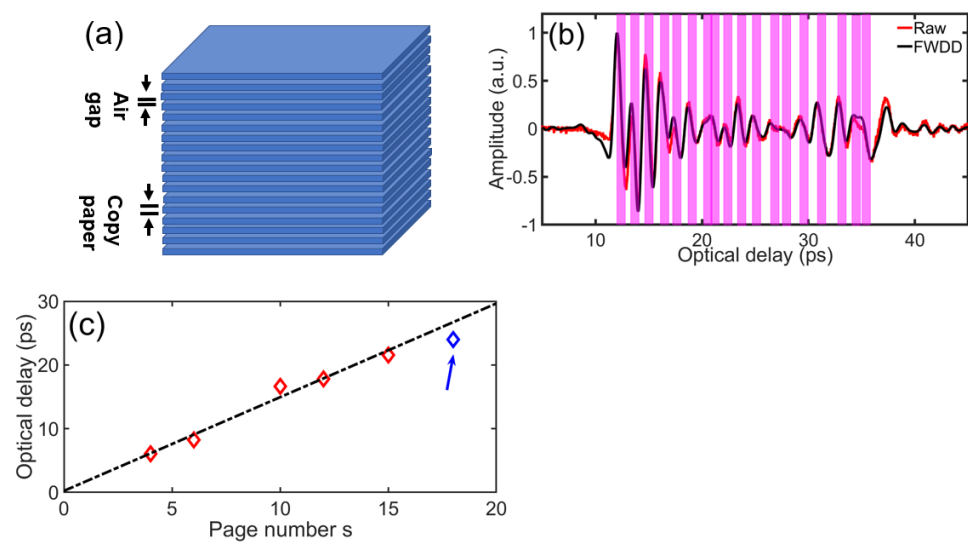 (a)
Air
gap
Copy
paper
(b)
Raw
FWDD
Amplitude (a.u.)
1
0.5
0
-0.5
-1
10
20
30
40
Optical delay (ps)
(c)
Optical delay (ps)
30
20
10
0
0
5
10
15
20
Page number s